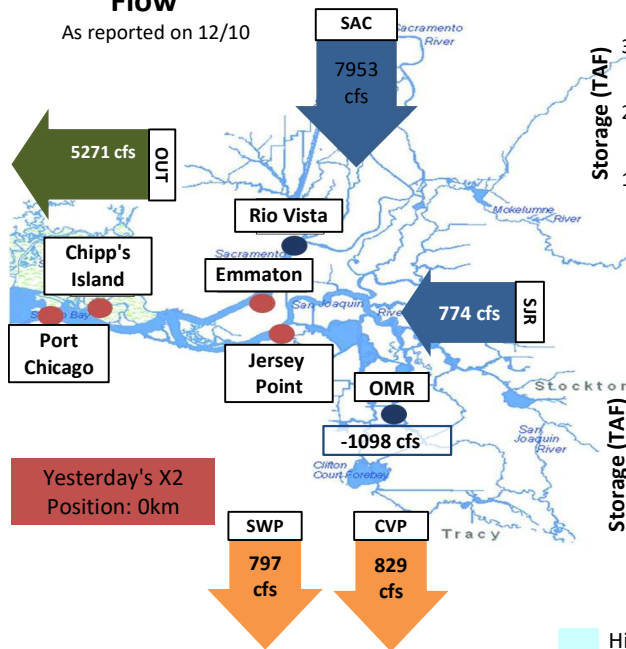 Flow
As reported on 12/10
SAC
Sacramento
River
7953
cfs
Storage (TAF)
3
2
1
5271 cfs
OUT
Rio Vista
Mokelumne
River
Chipp's
Island
Sacramento
Emmaton
San Joaquin
River
774 cfs
SJR
Port
Chicago
Jersey
Point
OMR
Stockton
-1098 cfs
San
Joaquin
River
Storage (TAF)
Clifton
Court Forebay
Yesterday's X2
Position: 0km
SWP
CVP
Tracy
797
cfs
829
cfs
Hi